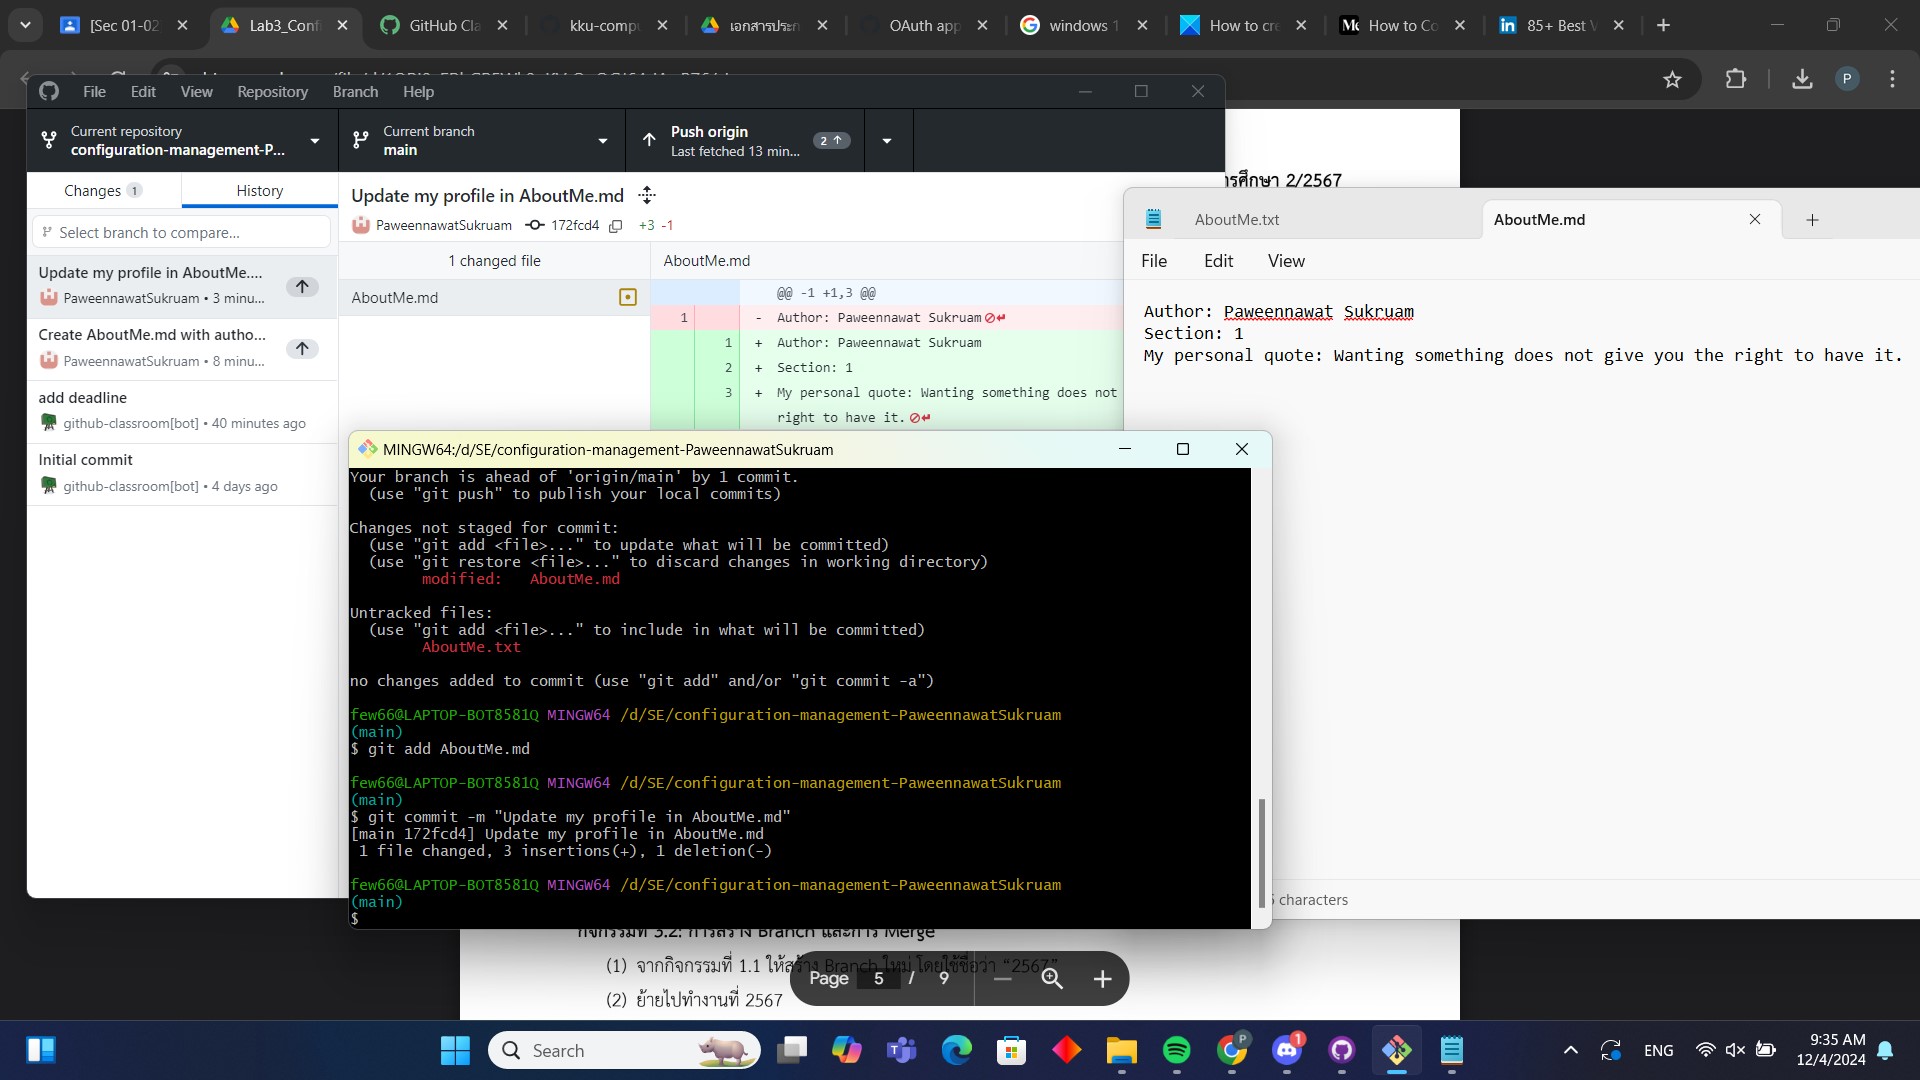 [Sec 01-02
Lab3_Conf
GitHub Cla
kku-comp
เอกสารประก
OAuth app
windows 1
How to cr
How to Co
85+ Best V
File Edit View Repository Branch Help
Current repository
configuration-management-P...
Current branch
main
Push origin
Last fetched 13 min...
2
Changes 1
History
Select branch to compare...
Update my profile in AboutMe....
PaweennawatSukruam • 3 minu...
Create AboutMe.md with autho...
PaweennawatSukruam • 8 minu...
add deadline
github-classroom[bot] • 40 minutes ago
Initial commit
github-classroom[bot] • 4 days ago
Update my profile in AboutMe.md
PaweennawatSukruam 172fcd4 +3 -1
1 changed file
AboutMe.md
AboutMe.md
@@ -1 +1,3 @@
1 - Author: Paweennawat Sukruam
1 + Author: Paweennawat Sukruam
2 + Section: 1
3 + My personal quote: Wanting something does not
right to have it.
ารศึกษา 2/2567
AboutMe.txt
AboutMe.md
File Edit View
Author: Paweennawat Sukruam
Section: 1
My personal quote: Wanting something does not give you the right to have it.
characters
MINGW64:/d/SE/configuration-management-PaweennawatSukruam
Your branch is ahead of 'origin/main' by 1 commit.
(use "git push" to publish your local commits)
Changes not staged for commit:
(use "git add <file>..." to update what will be committed)
(use "git restore <file>..." to discard changes in working directory)
modified: AboutMe.md
Untracked files:
(use "git add <file>..." to include in what will be committed)
AboutMe.txt
no changes added to commit (use "git add" and/or "git commit -a")
few66@LAPTOP-BOT8581Q MINGW64 /d/SE/configuration-management-PaweennawatSukruam
(main)
$ git add AboutMe.md
few66@LAPTOP-BOT8581Q MINGW64 /d/SE/configuration-management-PaweennawatSukruam
(main)
$ git commit -m "Update my profile in AboutMe.md"
[main 172fcd4] Update my profile in AboutMe.md
1 file changed, 3 insertions(+), 1 deletion(-)
few66@LAPTOP-BOT8581Q MINGW64 /d/SE/configuration-management-PaweennawatSukruam
(main)
$
กิจกรรมที่ 3.2: การสร้าง Branch และการ Merge
(1) จากกิจกรรมที่ 1.1 ให้สร้าง Branch ใหม่ โดยใช้ชื่อว่า "2567"
(2) ย้ายไปทำงานที่ 2567
Page 5 / 9
Search
ENG
9:35 AM
12/4/2024